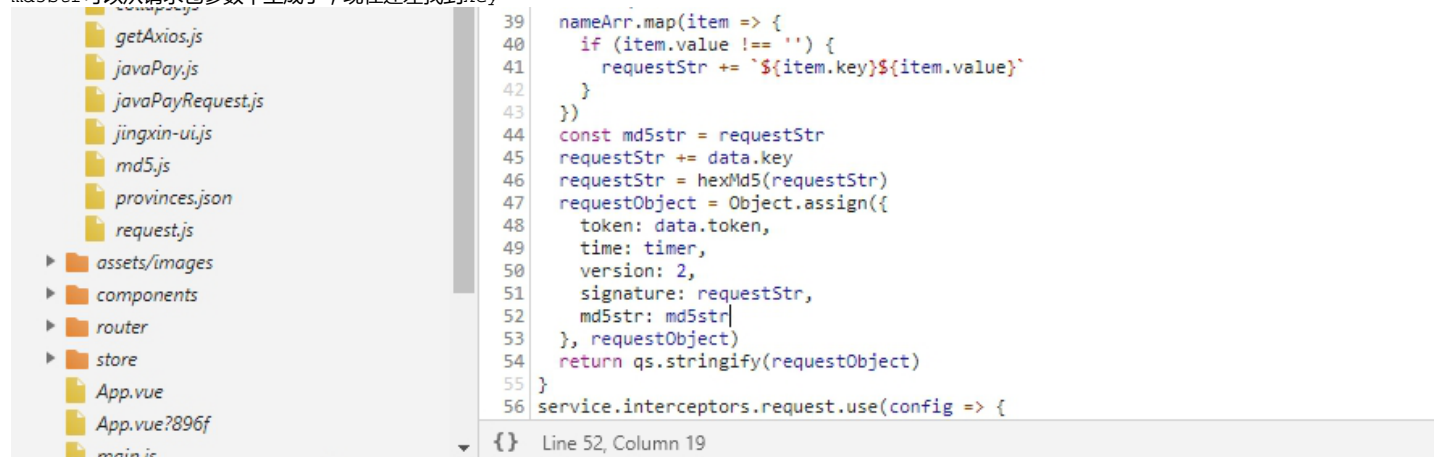 getAxios.js
javaPay.js
javaPayRequest.js
jingxin-ui.js
md5.js
provinces.json
request.js
assets/images
components
router
store
App.vue
App.vue?896f
main.js
39 nameArr.map(item => {
40 if (item.value !== '') {
41 requestStr += `${item.key}${item.value}`
42 }
43 })
44 const md5str = requestStr
45 requestStr += data.key
46 requestStr = hexMd5(requestStr)
47 requestObject = Object.assign({
48 token: data.token,
49 time: timer,
50 version: 2,
51 signature: requestStr,
52 md5str: md5str
53 }, requestObject)
54 return qs.stringify(requestObject)
55 }
56 service.interceptors.request.use(config => {
{} Line 52, Column 19